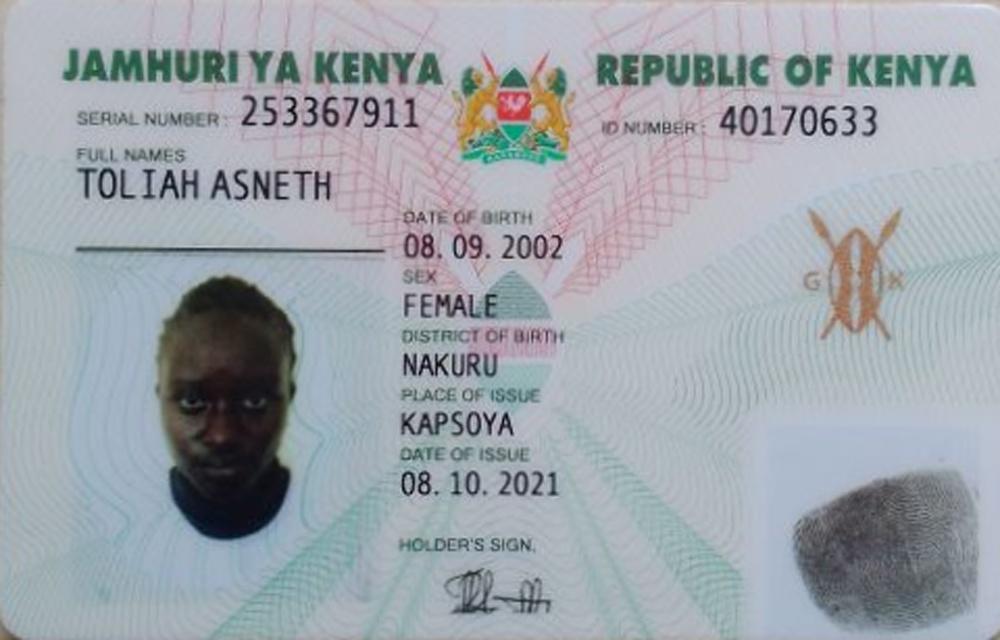 JAMHURI YA KENYA REPUBLIC OF KENYA
SERIAL NUMBER: 253367911 ID NUMBER: 40170633
FULL NAMES
TOLIAH ASNETH
DATE OF BIRTH
08. 09. 2002
SEX
FEMALE
DISTRICT OF BIRTH
NAKURU
PLACE OF ISSUE
KAPSOYA
DATE OF ISSUE
08. 10. 2021
HOLDER'S SIGN.
G K